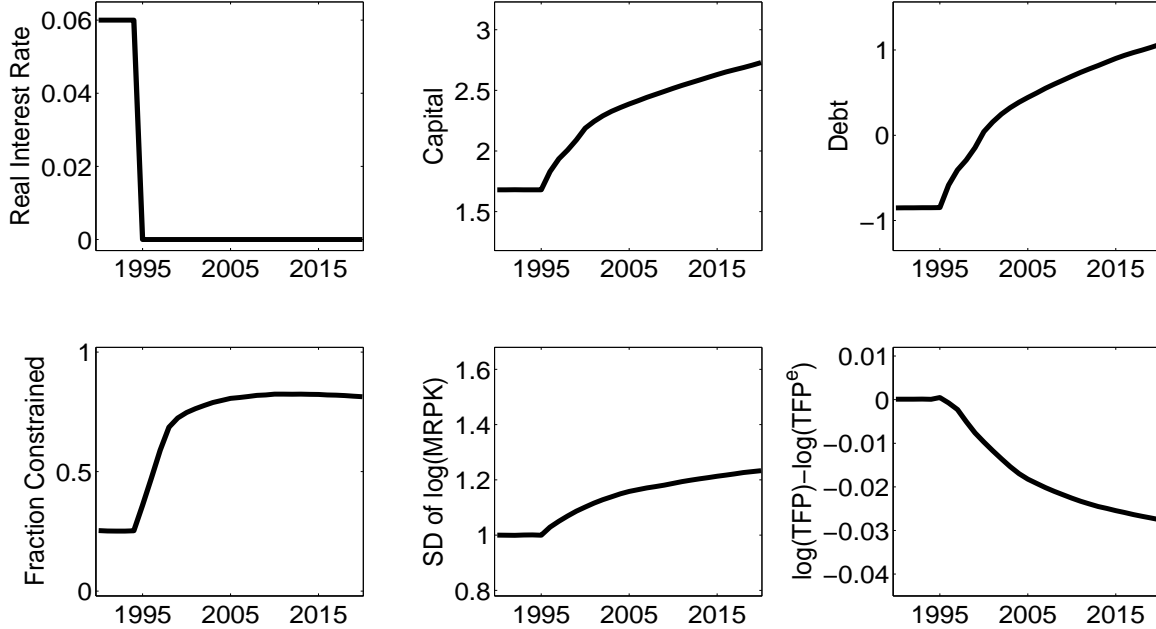 Real Interest Rate
0.06
0.04
0.02
0
1995 2005 2015
Capital
3
2.5
2
1.5
1995 2005 2015
Debt
1
0
−1
1995 2005 2015
Fraction Constrained
1
0.5
0
1995 2005 2015
SD of log(MRPK)
1.6
1.4
1.2
1
0.8
1995 2005 2015
log(TFP)−log(TFPᵉ)
0.01
0
−0.01
−0.02
−0.03
−0.04
1995 2005 2015